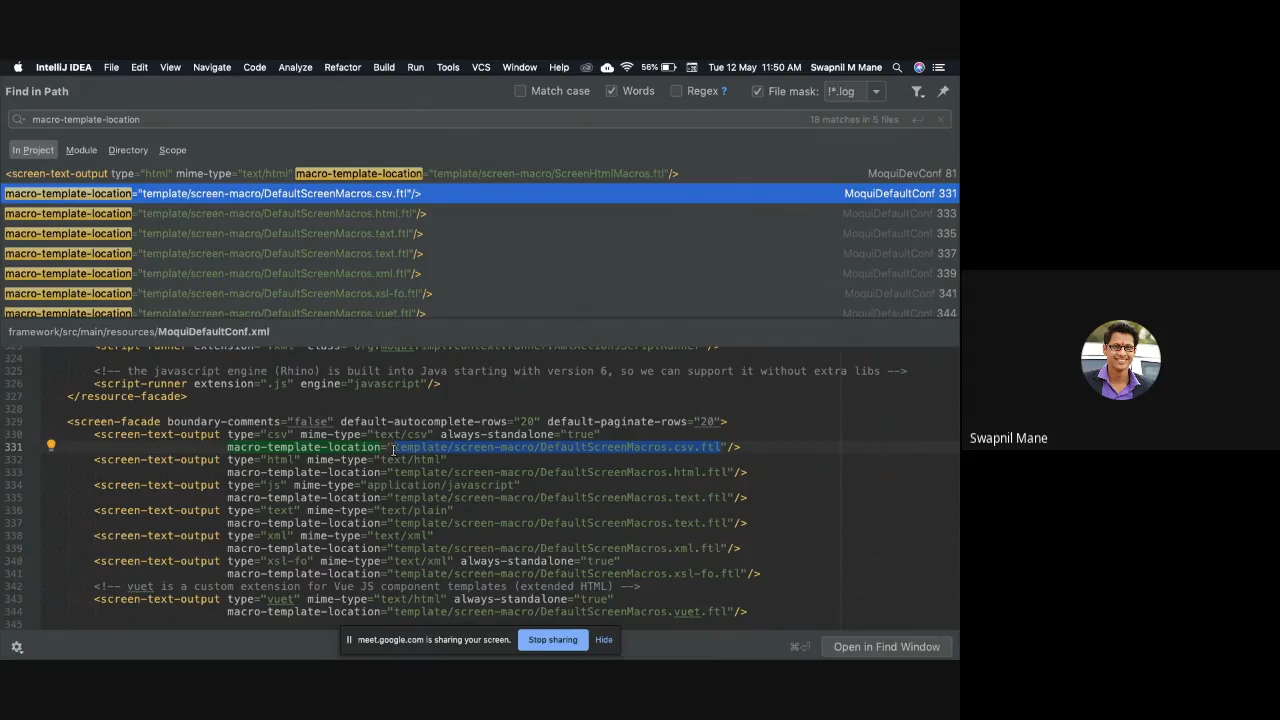 IntelliJ IDEA File Edit View Navigate Code Analyze Refactor Build Run Tools VCS Window Help 56% Tue 12 May 11:50 AM Swapnil M Mane
Find in Path Match case Words Regex ? File mask: !*.log
macro-template-location 18 matches in 5 files
In Project Module Directory Scope
<screen-text-output type="html" mime-type="text/html" macro-template-location="template/screen-macro/ScreenHtmlMacros.ftl"/> MoquiDevConf 81
macro-template-location="template/screen-macro/DefaultScreenMacros.csv.ftl"/> MoquiDefaultConf 331
macro-template-location="template/screen-macro/DefaultScreenMacros.html.ftl"/> MoquiDefaultConf 333
macro-template-location="template/screen-macro/DefaultScreenMacros.text.ftl"/> MoquiDefaultConf 335
macro-template-location="template/screen-macro/DefaultScreenMacros.text.ftl"/> MoquiDefaultConf 337
macro-template-location="template/screen-macro/DefaultScreenMacros.xml.ftl"/> MoquiDefaultConf 339
macro-template-location="template/screen-macro/DefaultScreenMacros.xsl-fo.ftl"/> MoquiDefaultConf 341
macro-template-location="template/screen-macro/DefaultScreenMacros.vuet.ftl"/> MoquiDefaultConf 344
framework/src/main/resources/MoquiDefaultConf.xml
324
325 <!-- the javascript engine (Rhino) is built into Java starting with version 6, so we can support it without extra libs -->
326 <script-runner extension=".js" engine="javascript"/>
327 </resource-facade>
328
329 <screen-facade boundary-comments="false" default-autocomplete-rows="20" default-paginate-rows="20">
330 <screen-text-output type="csv" mime-type="text/csv" always-standalone="true"
331 macro-template-location="template/screen-macro/DefaultScreenMacros.csv.ftl"/>
332 <screen-text-output type="html" mime-type="text/html"
333 macro-template-location="template/screen-macro/DefaultScreenMacros.html.ftl"/>
334 <screen-text-output type="js" mime-type="application/javascript"
335 macro-template-location="template/screen-macro/DefaultScreenMacros.text.ftl"/>
336 <screen-text-output type="text" mime-type="text/plain"
337 macro-template-location="template/screen-macro/DefaultScreenMacros.text.ftl"/>
338 <screen-text-output type="xml" mime-type="text/xml"
339 macro-template-location="template/screen-macro/DefaultScreenMacros.xml.ftl"/>
340 <screen-text-output type="xsl-fo" mime-type="text/xml" always-standalone="true"
341 macro-template-location="template/screen-macro/DefaultScreenMacros.xsl-fo.ftl"/>
342 <!-- vuet is a custom extension for Vue JS component templates (extended HTML) -->
343 <screen-text-output type="vuet" mime-type="text/html" always-standalone="true"
344 macro-template-location="template/screen-macro/DefaultScreenMacros.vuet.ftl"/>
meet.google.com is sharing your screen. Stop sharing Hide
Open in Find Window
Swapnil Mane